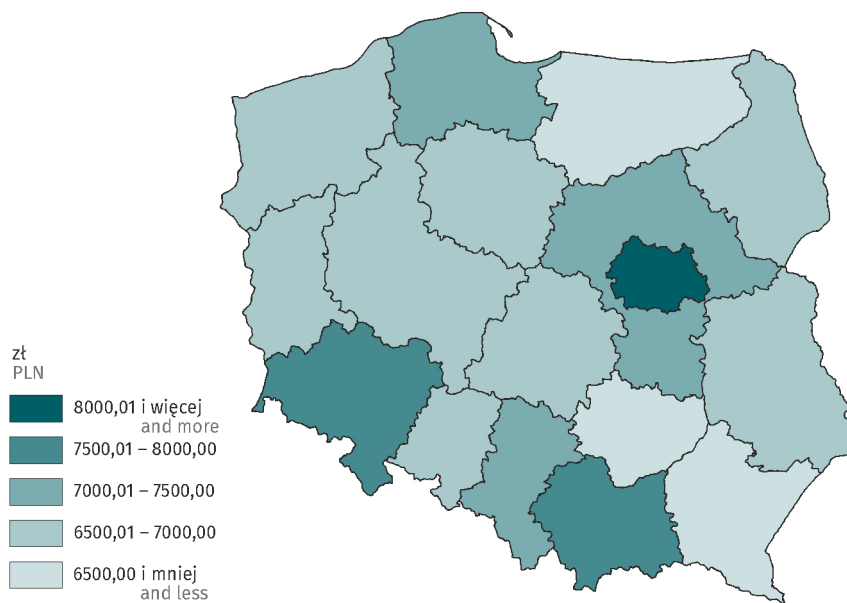 zł
PLN
8000,01 i więcej
and more
7500,01 – 8000,00
7000,01 – 7500,00
6500,01 – 7000,00
6500,00 i mniej
and less